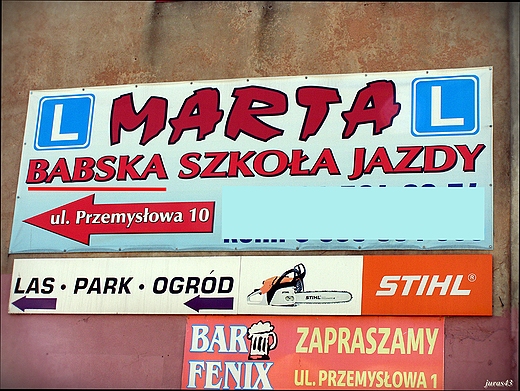 L MARTA L
BABSKA SZKOŁA JAZDY
ul. Przemysłowa 10
LAS • PARK • OGRÓD
STIHL
STIHL®
BAR
FENIX
ZAPRASZAMY
UL. PRZEMYSŁOWA 1
juras43